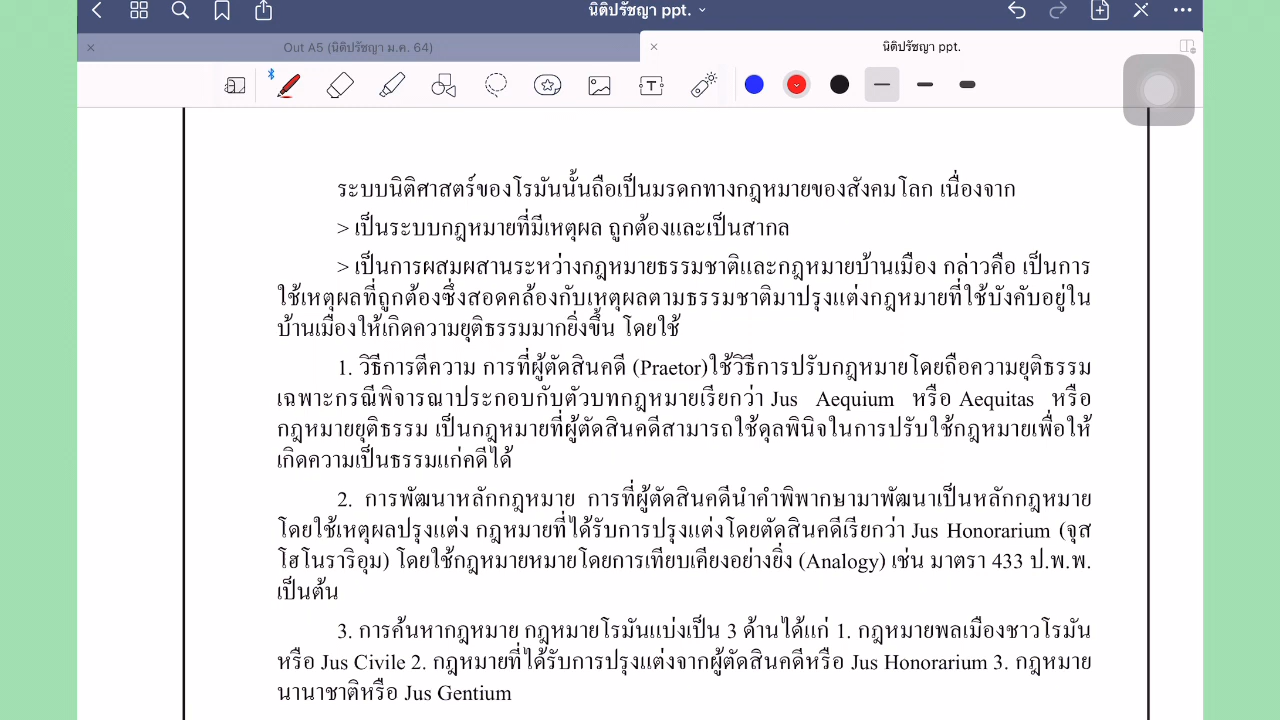 นิติปรัชญา ppt.
Out A5 (นิติปรัชญา ม.ค. 64)
นิติปรัชญา ppt.
T
ระบบนิติศาสตร์ของโรมันนั้นถือเป็นมรดกทางกฎหมายของสังคมโลก เนื่องจาก
> เป็นระบบกฎหมายที่มีเหตุผล ถูกต้องและเป็นสากล
> เป็นการผสมผสานระหว่างกฎหมายธรรมชาติและกฎหมายบ้านเมือง กล่าวคือ เป็นการ
ใช้เหตุผลที่ถูกต้องซึ่งสอดคล้องกับเหตุผลตามธรรมชาติมาปรุงแต่งกฎหมายที่ใช้บังคับอยู่ใน
บ้านเมืองให้เกิดความยุติธรรมมากยิ่งขึ้น โดยใช้
1. วิธีการตีความ การที่ผู้ตัดสินคดี (Praetor)ใช้วิธีการปรับกฎหมายโดยถือความยุติธรรม
เฉพาะกรณีพิจารณาประกอบกับตัวบทกฎหมายเรียกว่า Jus Aequium หรือ Aequitas หรือ
กฎหมายยุติธรรม เป็นกฎหมายที่ผู้ตัดสินคดีสามารถใช้ดุลพินิจในการปรับใช้กฎหมายเพื่อให้
เกิดความเป็นธรรมแก่คดีได้
2. การพัฒนาหลักกฎหมาย การที่ผู้ตัดสินคดีนำคำพิพากษามาพัฒนาเป็นหลักกฎหมาย
โดยใช้เหตุผลปรุงแต่ง กฎหมายที่ได้รับการปรุงแต่งโดยตัดสินคดีเรียกว่า Jus Honorarium (จุส
โฮโนราริอุม) โดยใช้กฎหมายหมายโดยการเทียบเคียงอย่างยิ่ง (Analogy) เช่น มาตรา 433 ป.พ.พ.
เป็นต้น
3. การค้นหากฎหมาย กฎหมายโรมันแบ่งเป็น 3 ด้านได้แก่ 1. กฎหมายพลเมืองชาวโรมัน
หรือ Jus Civile 2. กฎหมายที่ได้รับการปรุงแต่งจากผู้ตัดสินคดีหรือ Jus Honorarium 3. กฎหมาย
นานาชาติหรือ Jus Gentium